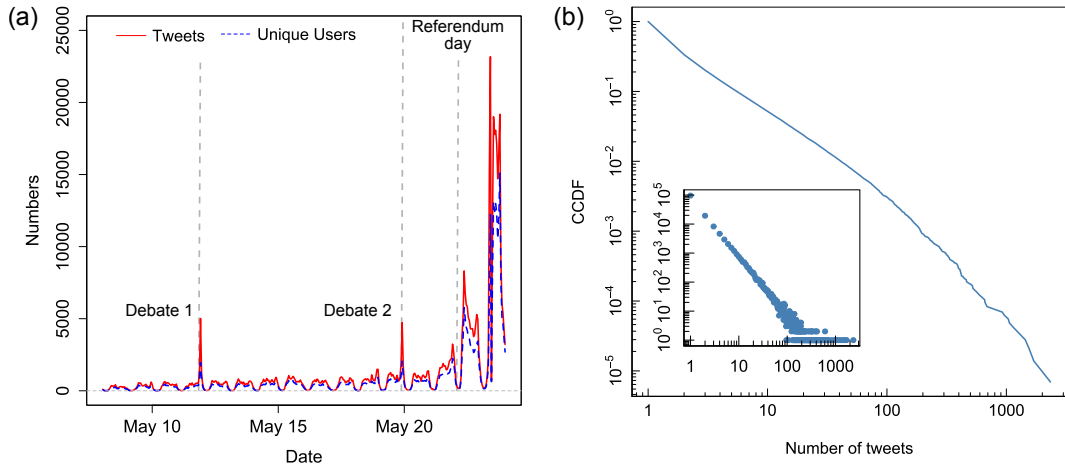 (a)
Tweets
Unique Users
Referendum
day
Debate 1
Debate 2
Numbers
0
5000
10000
15000
20000
25000
May 10
May 15
May 20
Date
(b)
CCDF
10^0
10^-1
10^-2
10^-3
10^-4
10^-5
1
10
100
1000
Number of tweets
10^5
10^4
10^3
10^2
10^1
10^0
1
10
100
1000